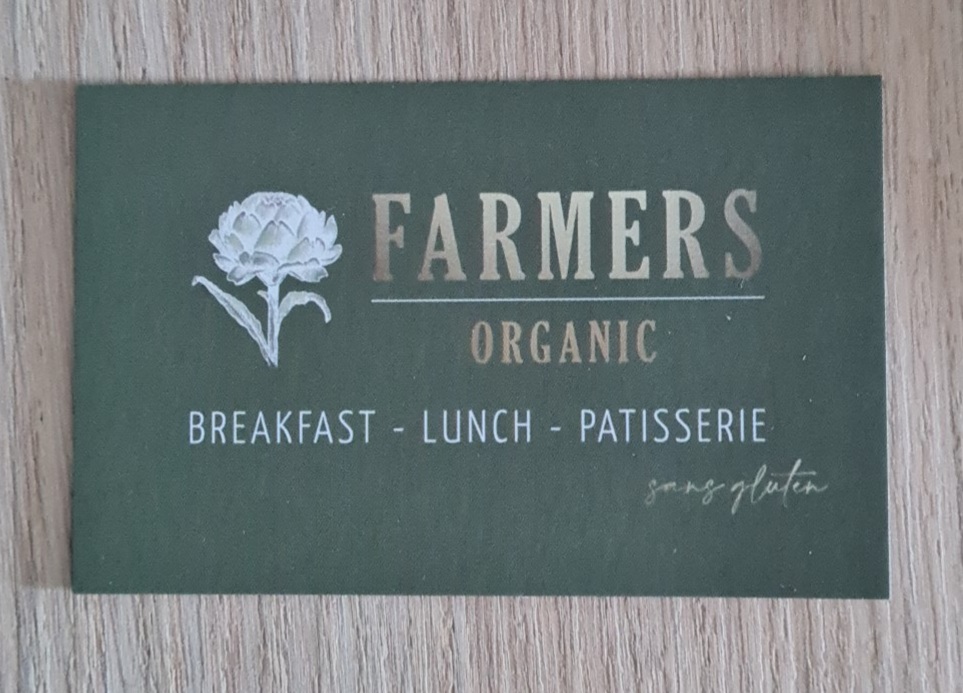 FARMERS
ORGANIC
BREAKFAST - LUNCH - PATISSERIE
sans gluten